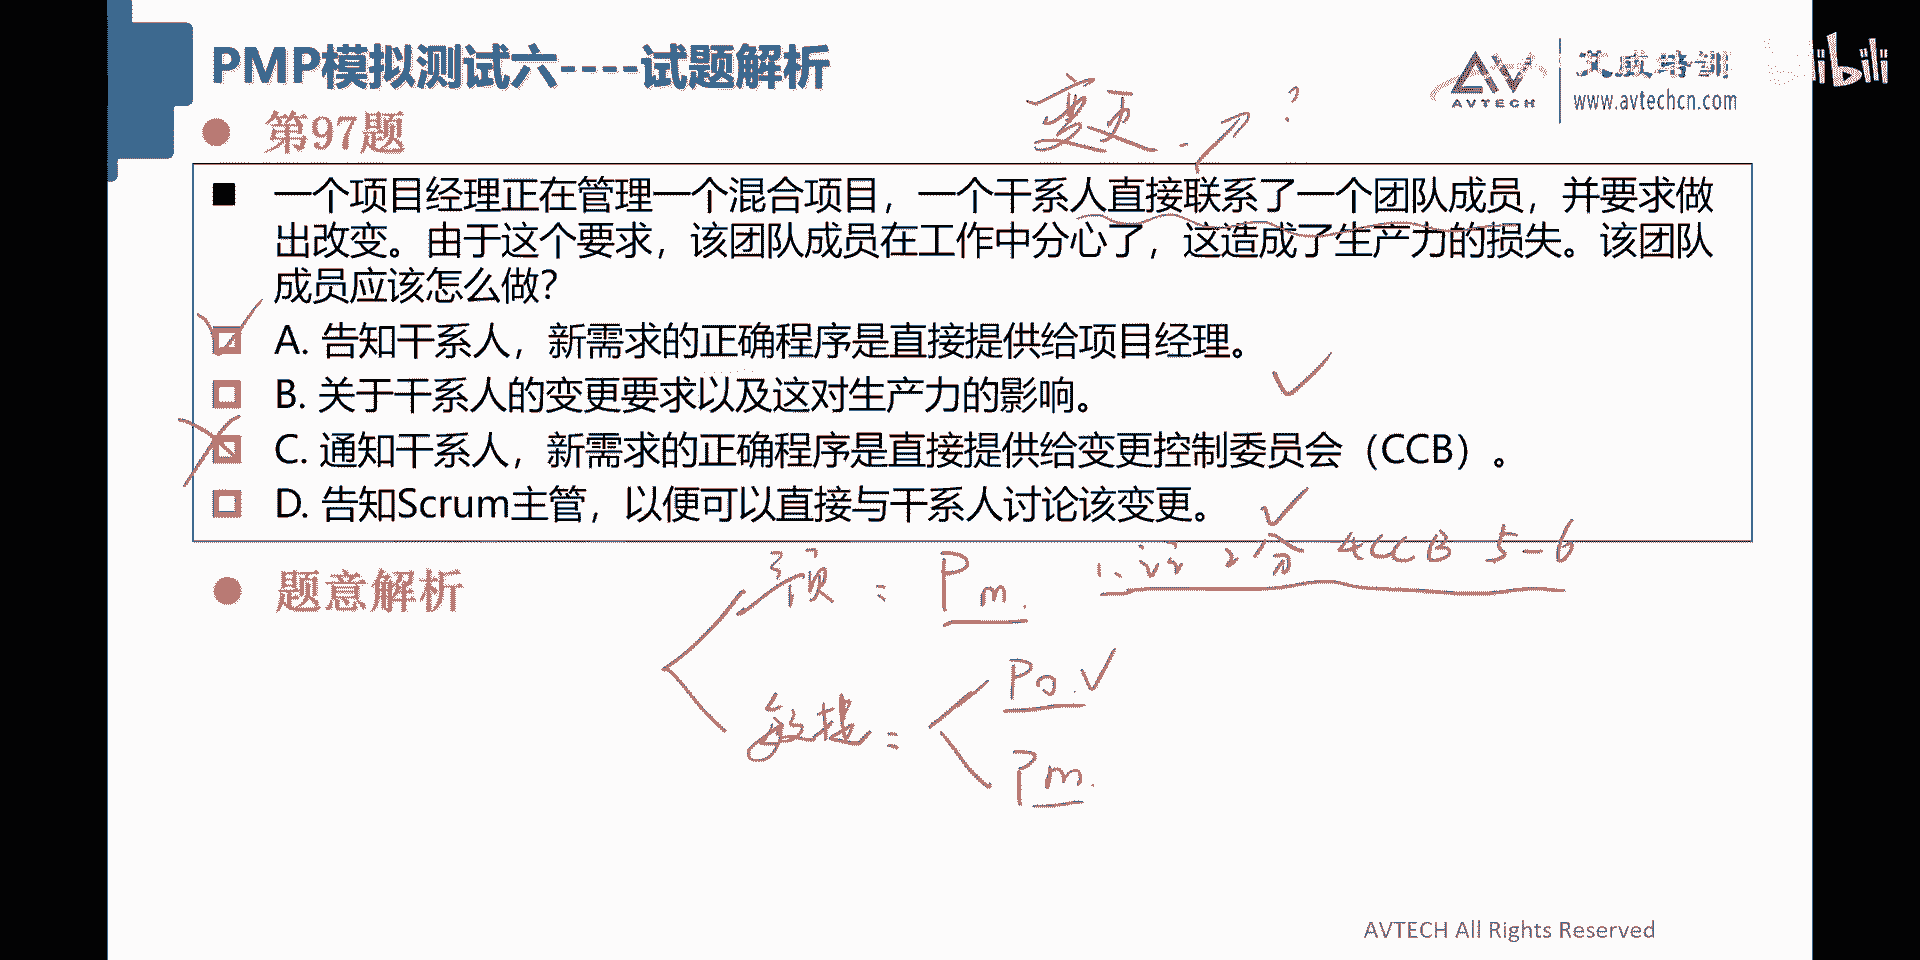 PMP模拟测试六----试题解析
艾威培训
AVTECH
www.avtechcn.com
bilibili
第97题
变更 ?
一个项目经理正在管理一个混合项目，一个干系人直接联系了一个团队成员，并要求做
出改变。由于这个要求，该团队成员在工作中分心了，这造成了生产力的损失。该团队
成员应该怎么做？
A. 告知干系人，新需求的正确程序是直接提供给项目经理。
B. 关于干系人的变更要求以及这对生产力的影响。
C. 通知干系人，新需求的正确程序是直接提供给变更控制委员会（CCB）。
D. 告知Scrum主管，以便可以直接与干系人讨论该变更。
题意解析
预 : Pm. 1. 记 2 分 4CCB 5-6
敏捷 :
Po.
Pm.
AVTECH All Rights Reserved